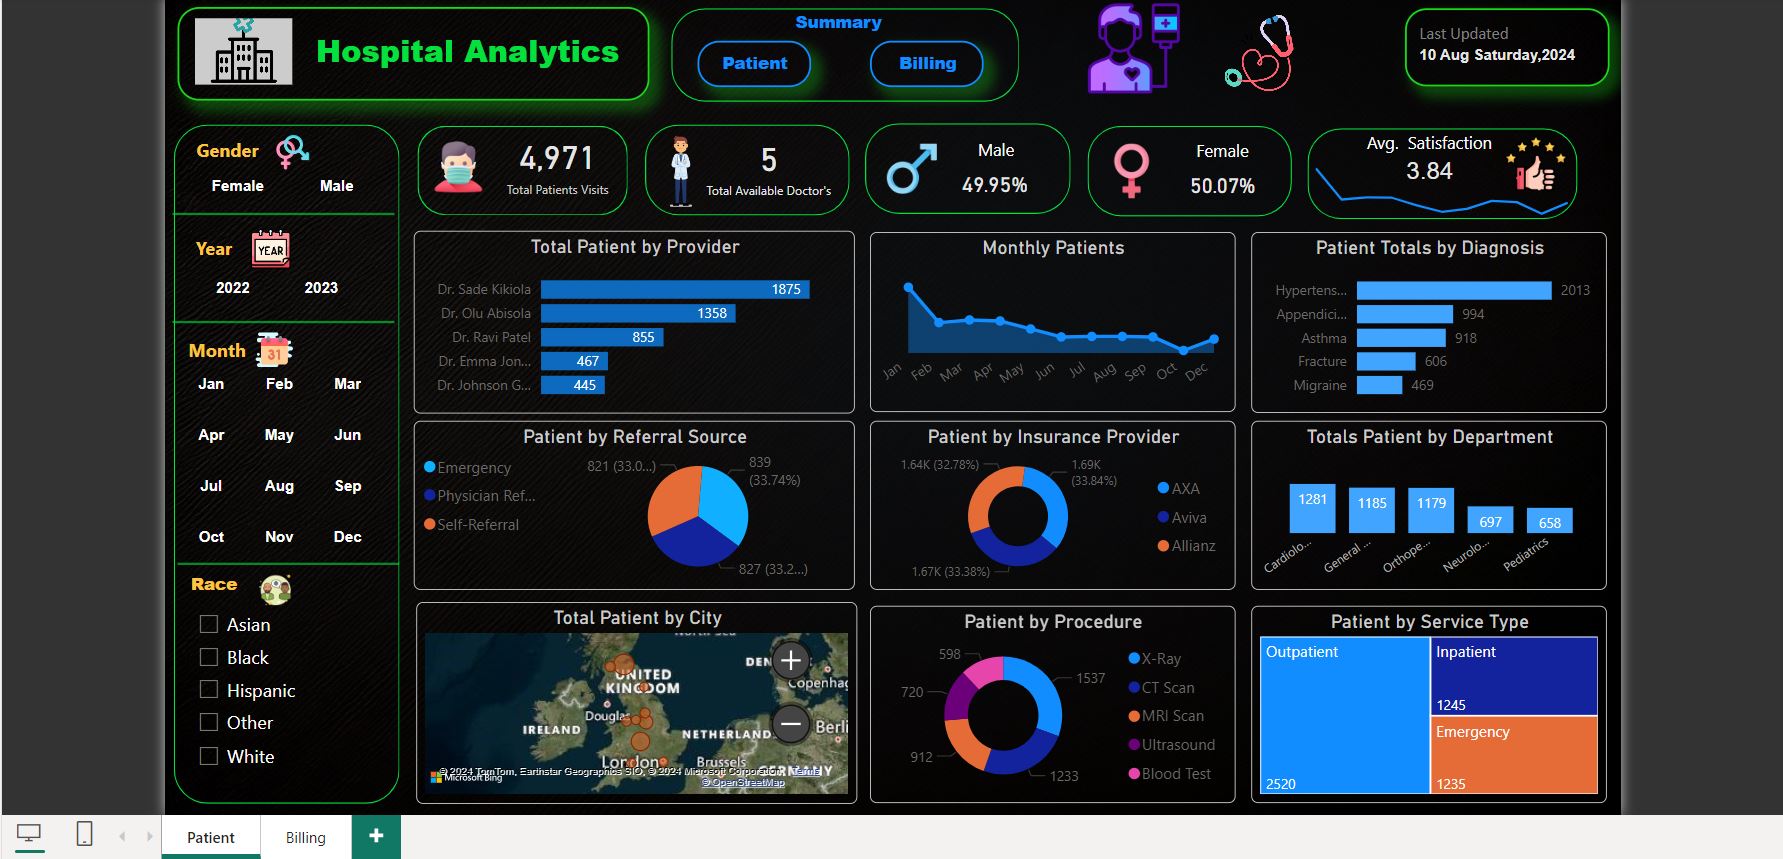 Hospital Analytics
Summary
Patient
Billing
Last Updated
10 Aug Saturday,2024
Gender
Female
Male
Year
YEAR
2022
2023
Month
31
Jan
Feb
Mar
Apr
May
Jun
Jul
Aug
Sep
Oct
Nov
Dec
Race
Asian
Black
Hispanic
Other
White
4,971
Total Patients Visits
5
Total Available Doctor's
Male
49.95%
Female
50.07%
Avg. Satisfaction
3.84
Total Patient by Provider
Dr. Sade Kikiola 1875
Dr. Olu Abisola 1358
Dr. Ravi Patel 855
Dr. Emma Jon... 467
Dr. Johnson G... 445
Monthly Patients
Jan
Feb
Mar
Apr
May
Jun
Jul
Aug
Sep
Oct
Dec
Patient Totals by Diagnosis
Hypertens... 2013
Appendici... 994
Asthma 918
Fracture 606
Migraine 469
Patient by Referral Source
Emergency
Physician Ref...
Self-Referral
821 (33.0...)
839
(33.74%)
827 (33.2...)
Patient by Insurance Provider
1.64K (32.78%)
1.69K
(33.84%)
1.67K (33.38%)
AXA
Aviva
Allianz
Totals Patient by Department
1281
1185
1179
697
658
Cardiolo...
General ...
Orthope...
Neurolo...
Pediatrics
Total Patient by City
North Sea
UNITED
KINGDOM
DEN
Copenhag
Douglas
IRELAND
NETHERLANDS
Berli
London
Brussels
GERMANY
© 2024 TomTom, Earthstar Geographics SIO, © 2024 Microsoft Corporation Terms
Microsoft Bing
© OpenStreetMap
Patient by Procedure
598
1537
720
912
1233
X-Ray
CT Scan
MRI Scan
Ultrasound
Blood Test
Patient by Service Type
Outpatient
2520
Inpatient
1245
Emergency
1235
Patient
Billing